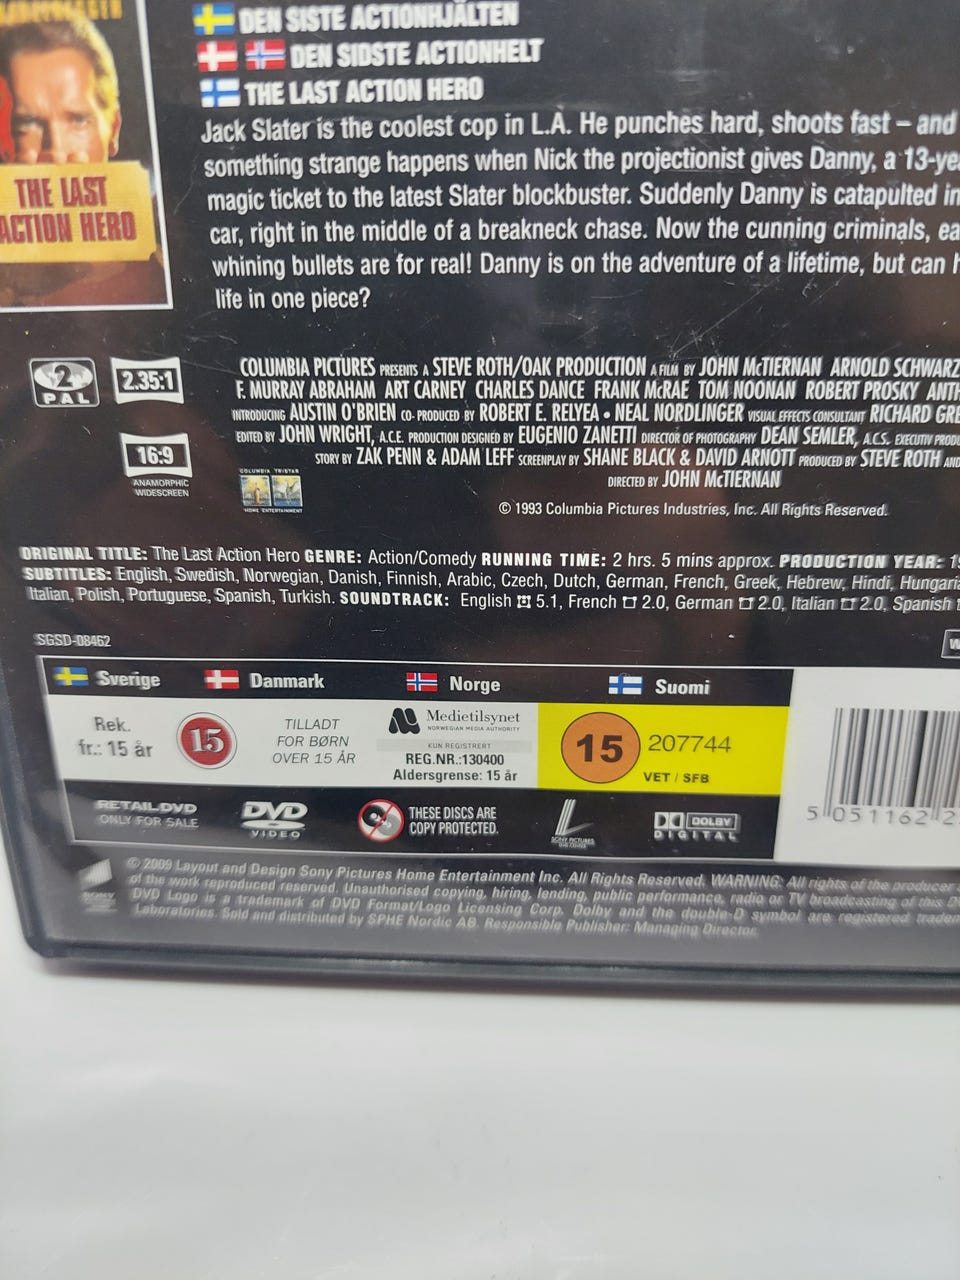 DEN SISTE ACTIONHJÄLTEN
DEN SIDSTE ACTIONHELT
THE LAST ACTION HERO
Jack Slater is the coolest cop in L.A. He punches hard, shoots fast – and
something strange happens when Nick the projectionist gives Danny, a 13-ye
magic ticket to the latest Slater blockbuster. Suddenly Danny is catapulted in
car, right in the middle of a breakneck chase. Now the cunning criminals, ea
whining bullets are for real! Danny is on the adventure of a lifetime, but can h
life in one piece?
THE LAST
ACTION HERO
2
PAL
2.35:1
16:9
ANAMORPHIC
WIDESCREEN
COLUMBIA PICTURES PRESENTS A STEVE ROTH/OAK PRODUCTION A FILM BY JOHN McTIERNAN ARNOLD SCHWARZ
F. MURRAY ABRAHAM ART CARNEY CHARLES DANCE FRANK McRAE TOM NOONAN ROBERT PROSKY ANTH
INTRODUCING AUSTIN O'BRIEN CO-PRODUCED BY ROBERT E. RELYEA • NEAL NORDLINGER VISUAL EFFECTS CONSULTANT RICHARD GRE
EDITED BY JOHN WRIGHT, A.C.E. PRODUCTION DESIGNED BY EUGENIO ZANETTI DIRECTOR OF PHOTOGRAPHY DEAN SEMLER, A.C.S. EXECUTIV PRODU
STORY BY ZAK PENN & ADAM LEFF SCREENPLAY BY SHANE BLACK & DAVID ARNOTT PRODUCED BY STEVE ROTH AND
DIRECTED BY JOHN McTIERNAN
COLUMBIA TRISTAR
HOME ENTERTAINMENT
© 1993 Columbia Pictures Industries, Inc. All Rights Reserved.
ORIGINAL TITLE: The Last Action Hero GENRE: Action/Comedy RUNNING TIME: 2 hrs. 5 mins approx. PRODUCTION YEAR: 19
SUBTITLES: English, Swedish, Norwegian, Danish, Finnish, Arabic, Czech, Dutch, German, French, Greek, Hebrew, Hindi, Hungaria
Italian, Polish, Portuguese, Spanish, Turkish. SOUNDTRACK: English 5.1, French 2.0, German 2.0, Italian 2.0, Spanish
SGSD-08462
Sverige Danmark Norge Suomi
Rek.
fr.: 15 år
15
TILLADT
FOR BØRN
OVER 15 ÅR
Medietilsynet
NORWEGIAN MEDIA AUTHORITY
KUN REGISTRERT
REG.NR.:130400
Aldersgrense: 15 år
15
207744
VET / SFB
RETAIL DVD
ONLY FOR SALE
DVD
VIDEO
THESE DISCS ARE
COPY PROTECTED.
SONY PICTURES
DVD CENTER
DOLBY
DIGITAL
5 051162 2
SONY
© 2009 Layout and Design Sony Pictures Home Entertainment Inc. All Rights Reserved. WARNING: All rights of the producer
of the work reproduced reserved. Unauthorised copying, hiring, lending, public performance, radio or TV broadcasting of this D
DVD Logo is a trademark of DVD Format/Logo Licensing Corp. Dolby and the double-D symbol are registered tradem
Laboratories. Sold and distributed by SPHE Nordic AB. Responsible Publisher: Managing Director.